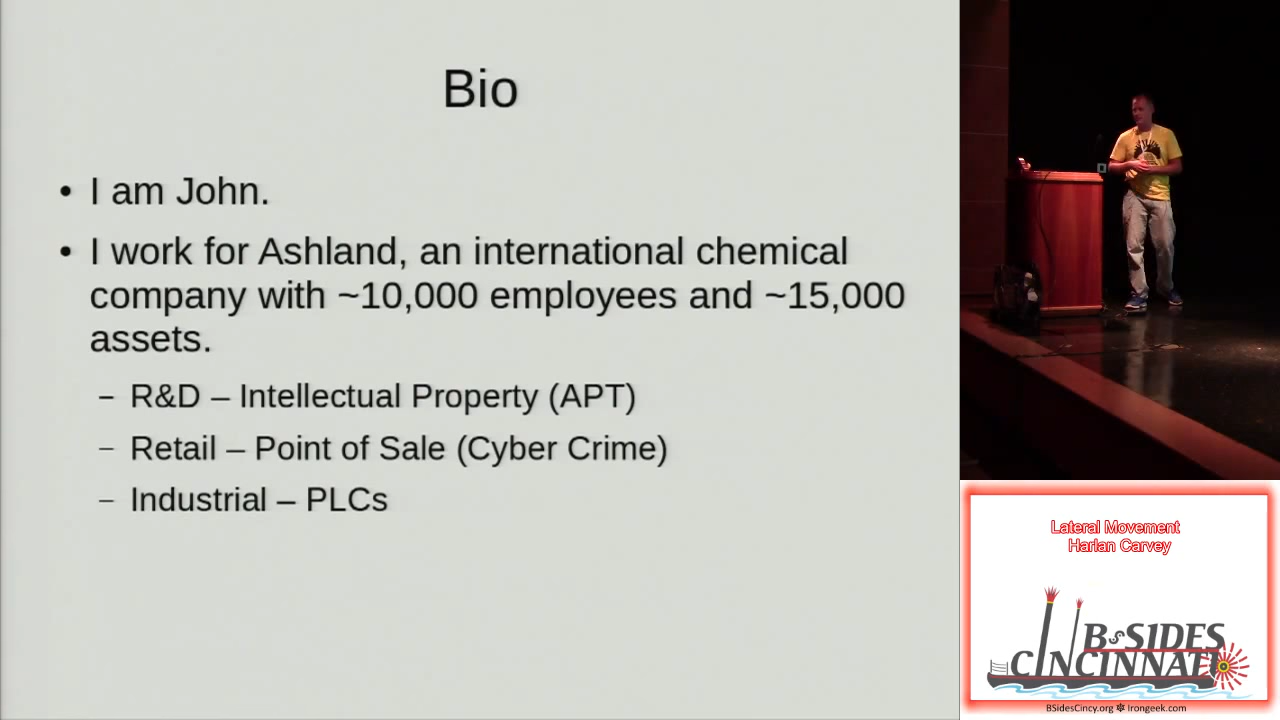 Bio
• I am John.
• I work for Ashland, an international chemical
company with ~10,000 employees and ~15,000
assets.
– R&D – Intellectual Property (APT)
– Retail – Point of Sale (Cyber Crime)
– Industrial – PLCs
Lateral Movement
Harlan Carvey
BSIDES
CINCINNATI
BSidesCincy.org ✽ Irongeek.com